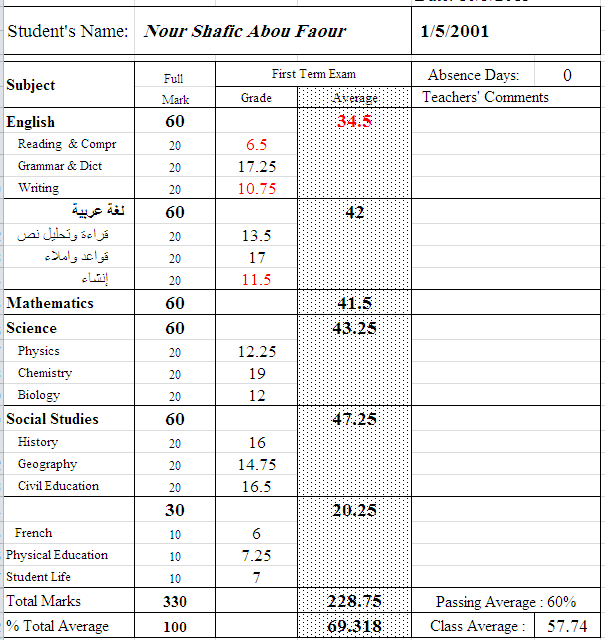 Student's Name: Nour Shafic Abou Faour 1/5/2001
Subject Full Mark First Term Exam Absence Days: 0
Grade Average Teachers' Comments
English 60 34.5
Reading & Compr 20 6.5
Grammar & Dict 20 17.25
Writing 20 10.75
لغة عربية 60 42
قراءة وتحليل نص 20 13.5
قواعد واملاء 20 17
إنشاء 20 11.5
Mathematics 60 41.5
Science 60 43.25
Physics 20 12.25
Chemistry 20 19
Biology 20 12
Social Studies 60 47.25
History 20 16
Geography 20 14.75
Civil Education 20 16.5
30 20.25
French 10 6
Physical Education 10 7.25
Student Life 10 7
Total Marks 330 228.75 Passing Average : 60%
% Total Average 100 69.318 Class Average : 57.74